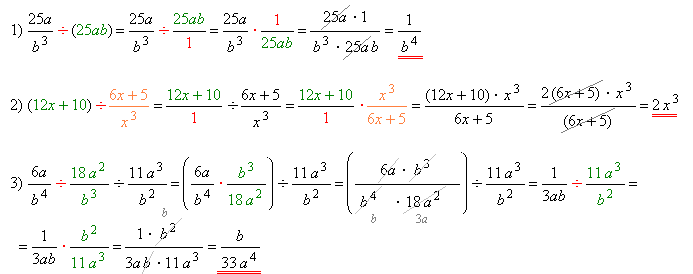 1) 25a/b³ ÷ (25ab) = 25a/b³ ÷ 25ab/1 = 25a/b³ · 1/25ab = 25a · 1/b³ · 25ab = 1/b⁴
2) (12x + 10) ÷ 6x + 5/x³ = 12x + 10/1 ÷ 6x + 5/x³ = 12x + 10/1 · x³/6x + 5 = (12x + 10) · x³/6x + 5 = 2(6x + 5) · x³/(6x + 5) = 2x³
3) 6a/b⁴ ÷ 18a²/b³ ÷ 11a³/b² = (6a/b⁴ · b³/18a²) ÷ 11a³/b² = (6a · b³/b⁴ · 18a²) ÷ 11a³/b² = 1/3ab ÷ 11a³/b² =
b b 3a
= 1/3ab · b²/11a³ = 1 · b²/3ab · 11a³ = b/33a⁴